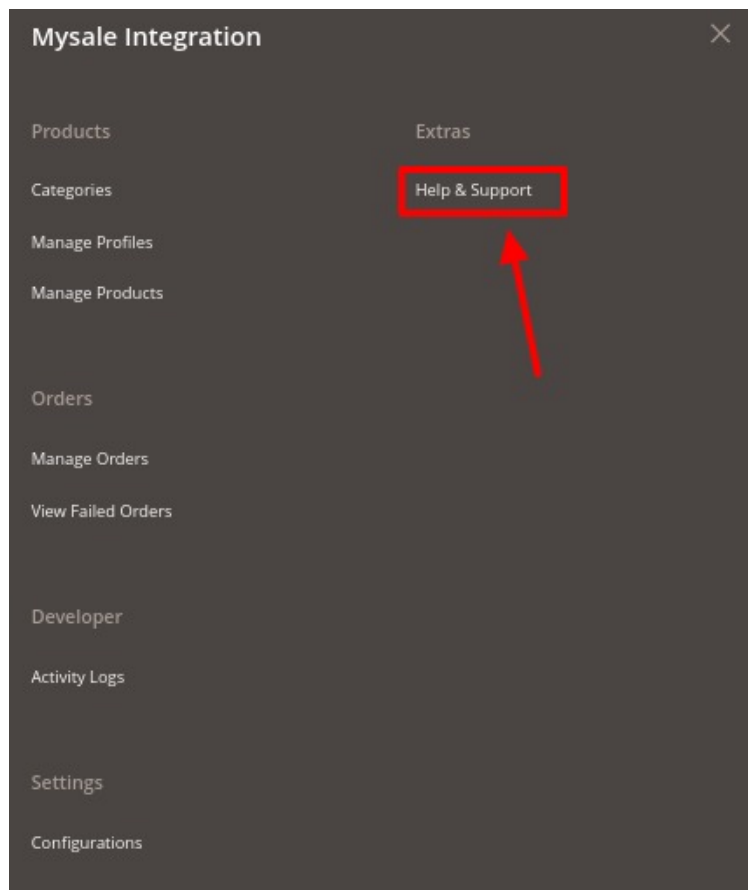 Mysale Integration
Products
Categories
Manage Profiles
Manage Products
Orders
Manage Orders
View Failed Orders
Developer
Activity Logs
Settings
Configurations
Extras
Help & Support